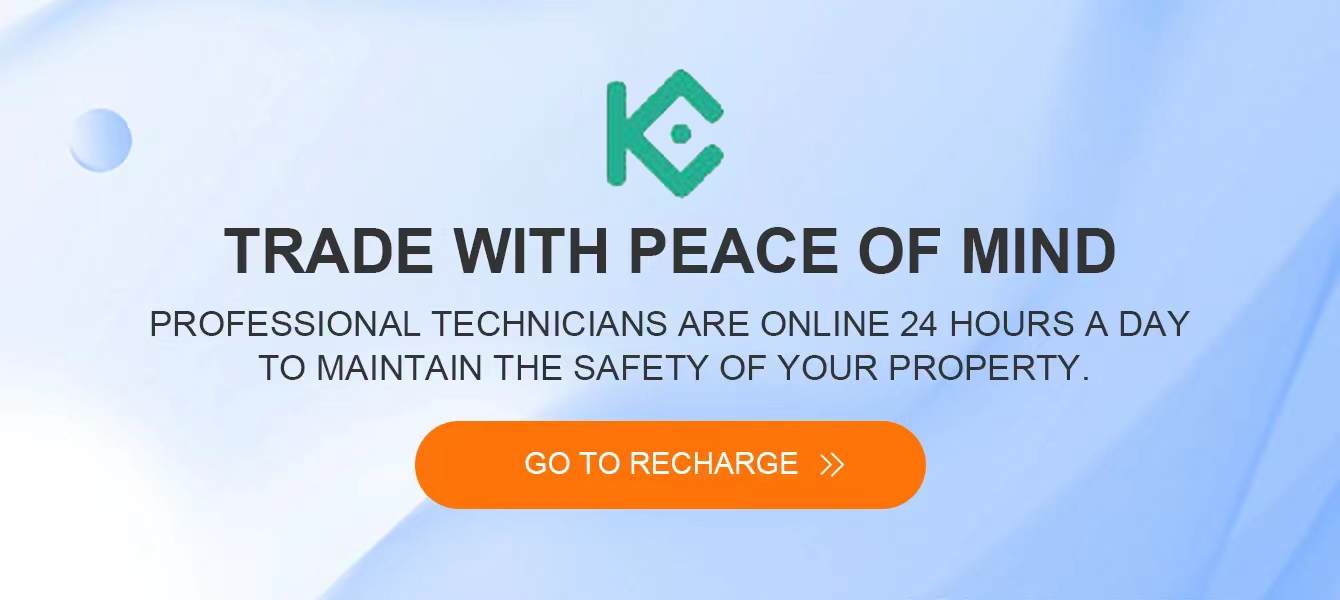 TRADE WITH PEACE OF MIND
PROFESSIONAL TECHNICIANS ARE ONLINE 24 HOURS A DAY
TO MAINTAIN THE SAFETY OF YOUR PROPERTY.
GO TO RECHARGE